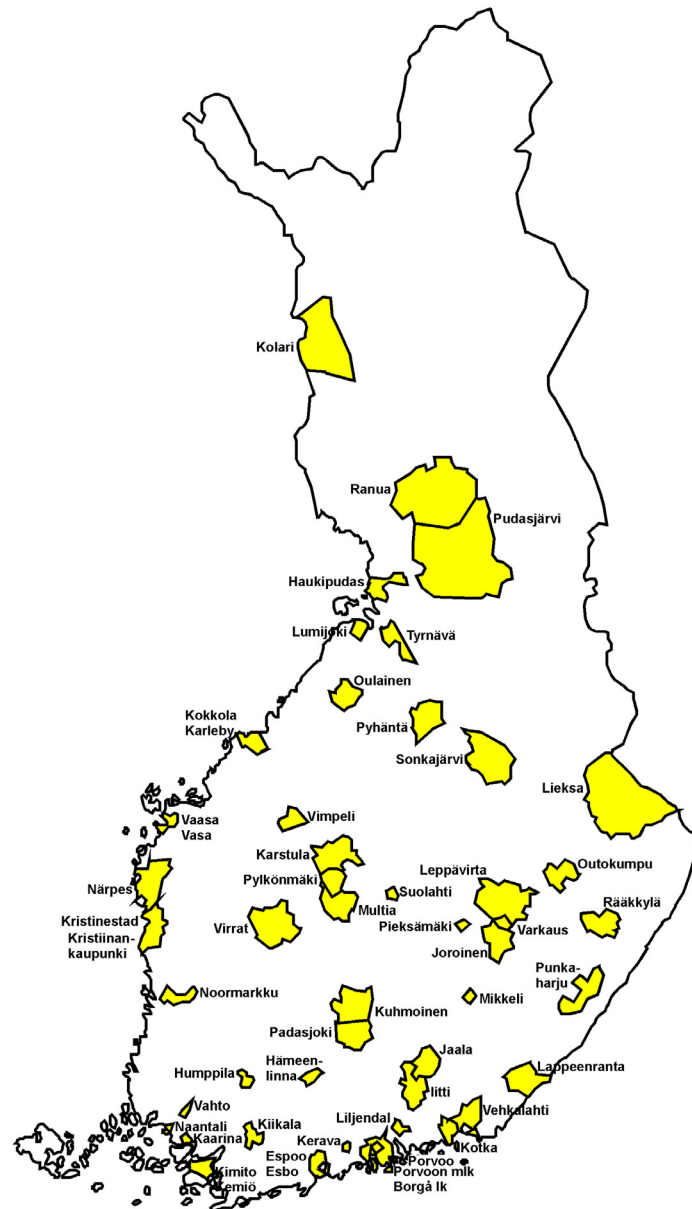 Kolari
Ranua
Pudasjärvi
Haukipudas
Lumijoki
Tyrnävä
Oulainen
Kokkola
Karleby
Pyhäntä
Sonkajärvi
Lieksa
Vaasa
Vasa
Vimpeli
Karstula
Närpes
Pylkönmäki
Suolahti
Leppävirta
Outokumpu
Multia
Rääkkylä
Kristinestad
Kristiinan-
kaupunki
Virrat
Pieksämäki
Varkaus
Joroinen
Punka-
harju
Noormarkku
Mikkeli
Kuhmoinen
Padasjoki
Jaala
Hämeen-
linna
Humppila
Iitti
Lappeenranta
Vahto
Vehkalahti
Liljendal
Naantali
Kaarina
Kiikala
Kerava
Kotka
Espoo
Esbo
Porvoo
Porvoon mlk
Borgå lk
Kimito
Kemiö